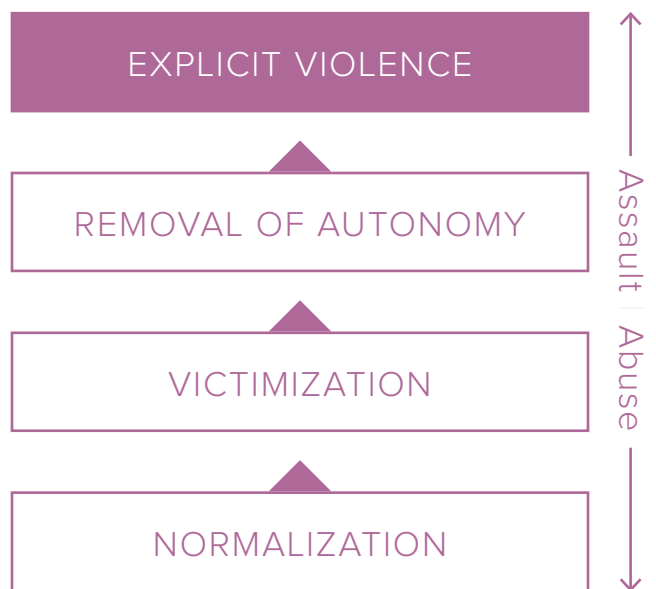 EXPLICIT VIOLENCE
REMOVAL OF AUTONOMY
VICTIMIZATION
NORMALIZATION
Assault | Abuse